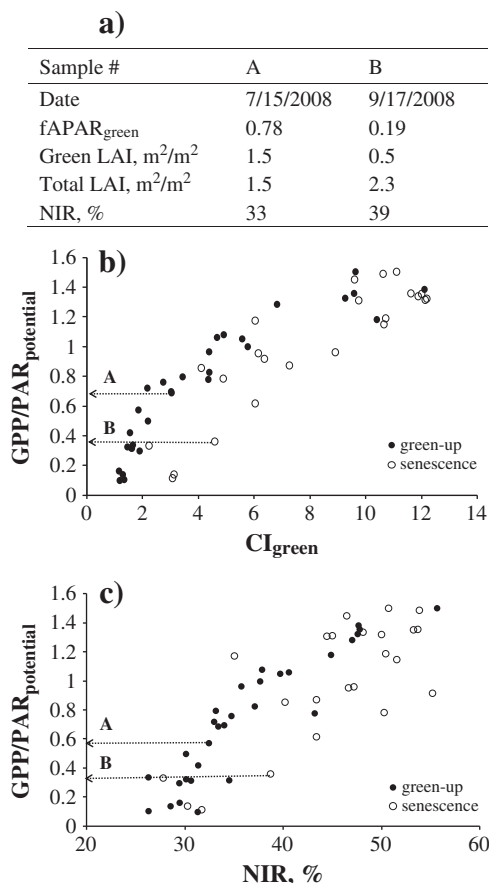 a)
Sample # A B
Date 7/15/2008 9/17/2008
fAPARgreen 0.78 0.19
Green LAI, m²/m² 1.5 0.5
Total LAI, m²/m² 1.5 2.3
NIR, % 33 39
b)
GPP/PARpotential
1.6
1.4
1.2
1
0.8
0.6
0.4
0.2
0
A
B
green-up
senescence
0 2 4 6 8 10 12 14
CIgreen
c)
GPP/PARpotential
1.6
1.4
1.2
1
0.8
0.6
0.4
0.2
0
A
B
green-up
senescence
20 30 40 50 60
NIR, %